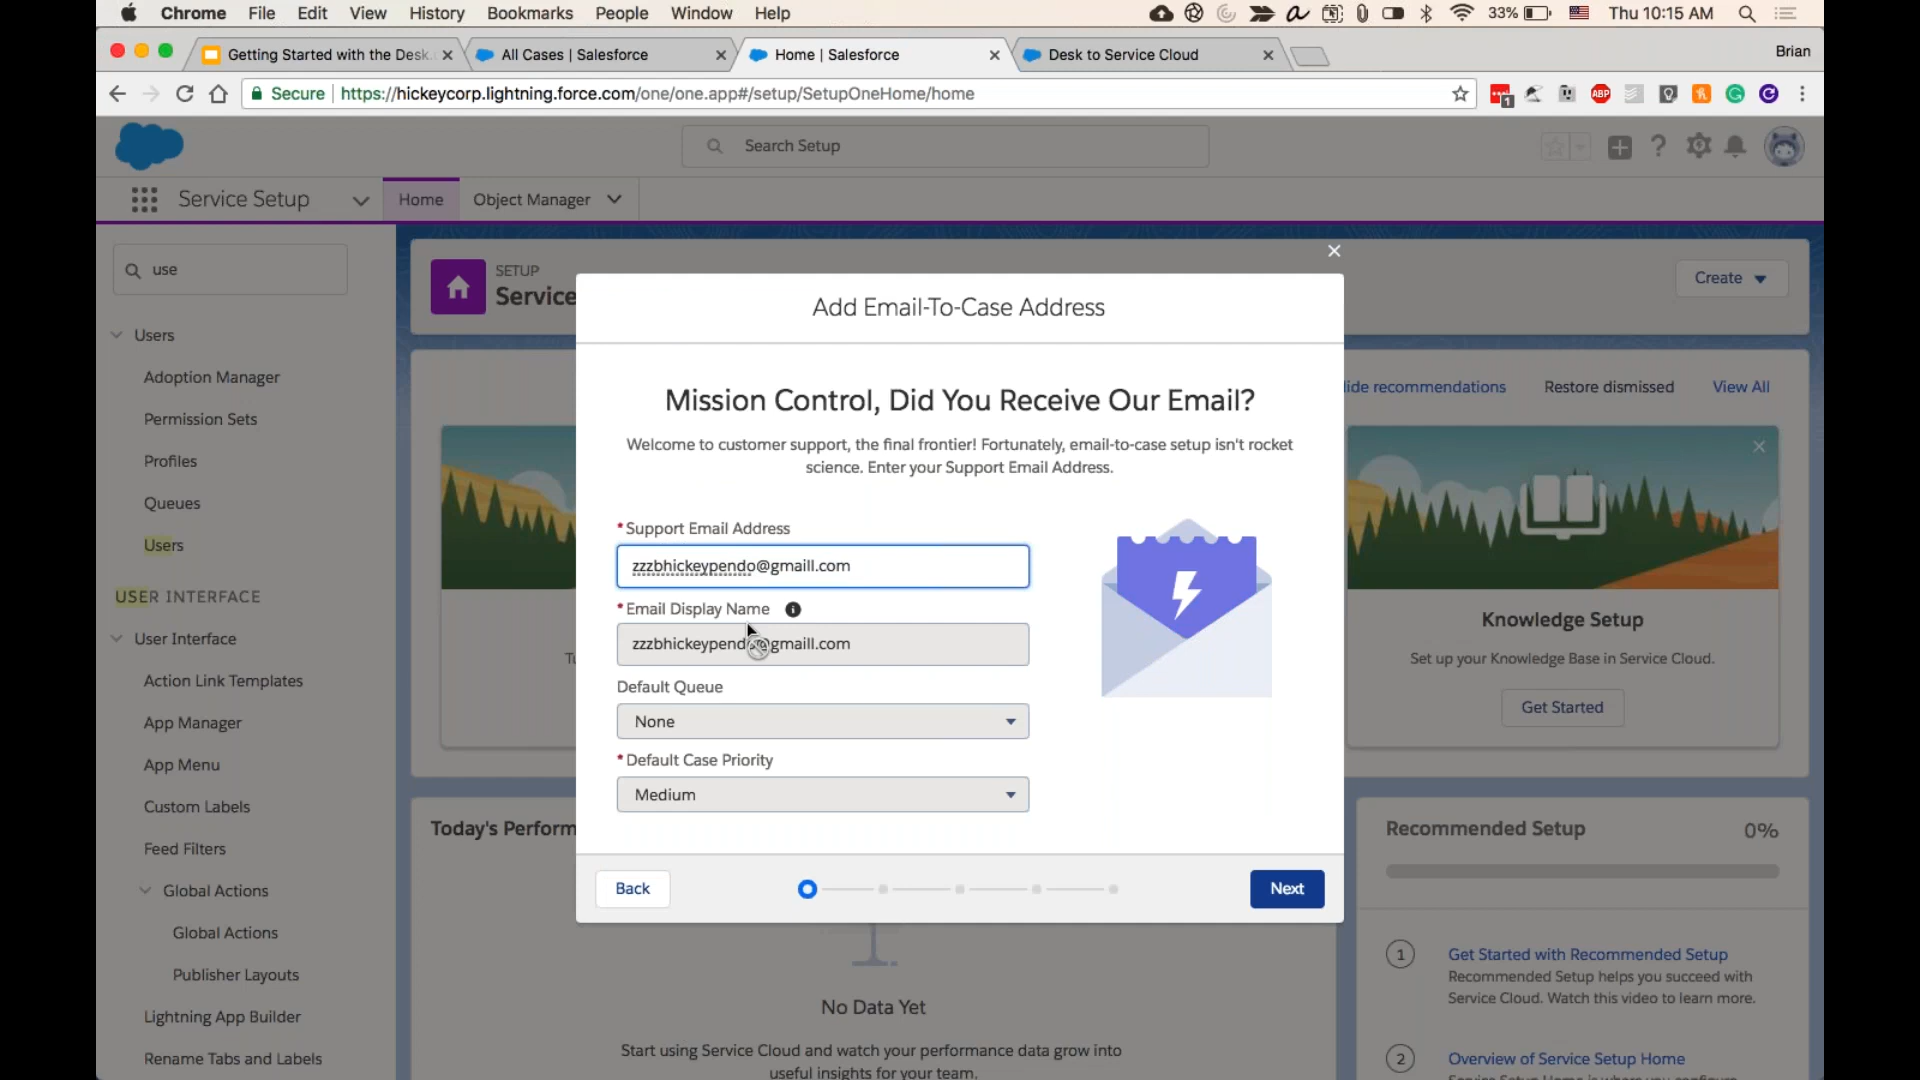 Chrome File Edit View History Bookmarks People Window Help 33% Thu 10:15 AM
Getting Started with the Desk. All Cases | Salesforce Home | Salesforce Desk to Service Cloud Brian
Secure https://hickeycorp.lightning.force.com/one/one.app#/setup/SetupOneHome/home 1 ABP
Search Setup
Service Setup Home Object Manager
use
SETUP
Service
Create
Add Email-To-Case Address
Users
Adoption Manager
Permission Sets
Profiles
Queues
Users
USER INTERFACE
User Interface
Action Link Templates
App Manager
App Menu
Custom Labels
Feed Filters
Global Actions
Global Actions
Publisher Layouts
Lightning App Builder
Rename Tabs and Labels
Mission Control, Did You Receive Our Email?
Welcome to customer support, the final frontier! Fortunately, email-to-case setup isn't rocket
science. Enter your Support Email Address.
* Support Email Address
zzzbhickeypendo@gmaill.com
* Email Display Name
zzzbhickeypendo@gmaill.com
Default Queue
None
* Default Case Priority
Medium
Back
Next
ide recommendations Restore dismissed View All
Knowledge Setup
Set up your Knowledge Base in Service Cloud.
Get Started
Tu
Today's Perform
No Data Yet
Start using Service Cloud and watch your performance data grow into
useful insights for your team.
Recommended Setup 0%
1 Get Started with Recommended Setup
Recommended Setup helps you succeed with
Service Cloud. Watch this video to learn more.
2 Overview of Service Setup Home